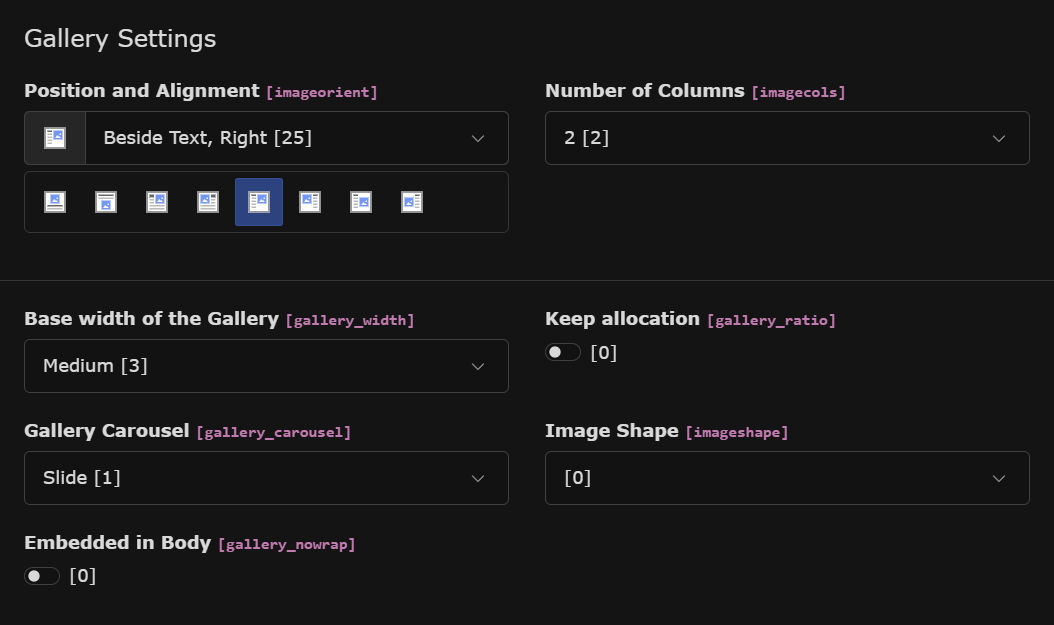 Gallery Settings
Position and Alignment [imageorient]
Number of Columns [imagecols]
Beside Text, Right [25]
2 [2]
Base width of the Gallery [gallery_width]
Keep allocation [gallery_ratio]
Medium [3]
[0]
Gallery Carousel [gallery_carousel]
Image Shape [imageshape]
Slide [1]
[0]
Embedded in Body [gallery_nowrap]
[0]